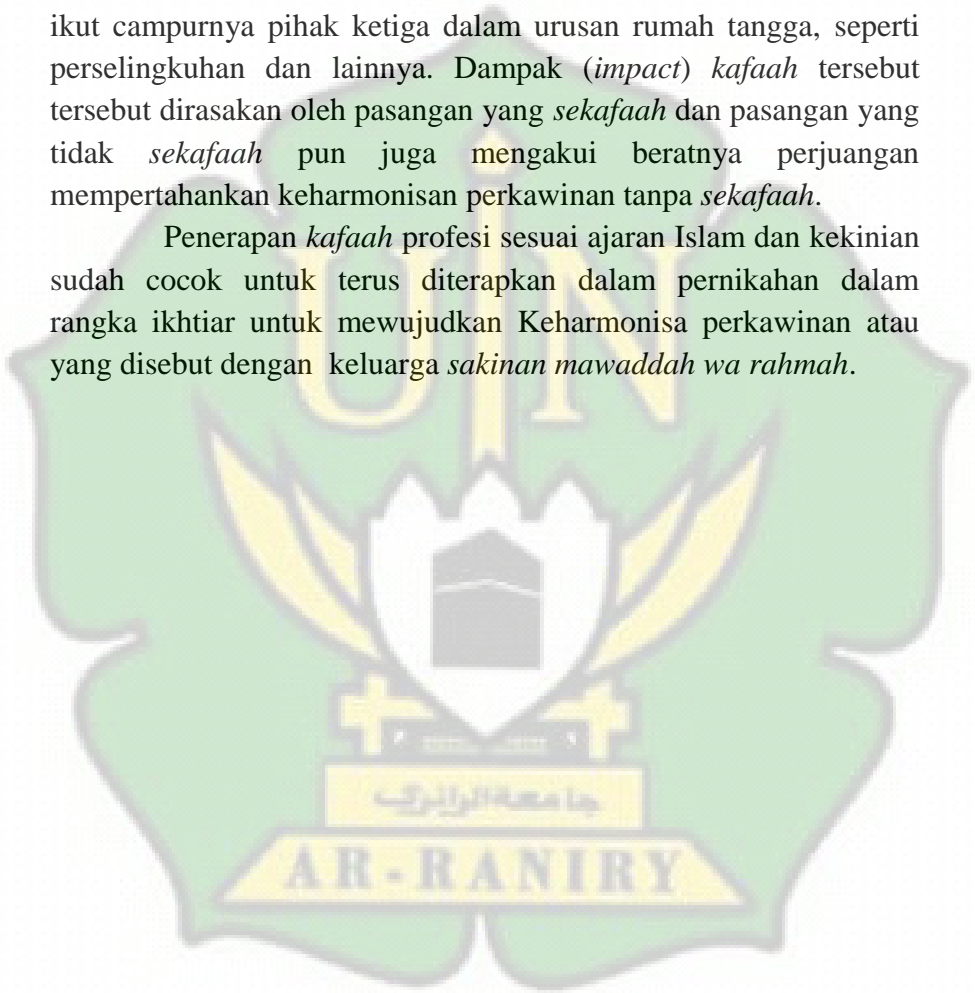 ikut campurnya pihak ketiga dalam urusan rumah tangga, seperti
perselingkuhan dan lainnya. Dampak (impact) kafaah tersebut
tersebut dirasakan oleh pasangan yang sekafaah dan pasangan yang
tidak sekafaah pun juga mengakui beratnya perjuangan
mempertahankan keharmonisan perkawinan tanpa sekafaah.
Penerapan kafaah profesi sesuai ajaran Islam dan kekinian
sudah cocok untuk terus diterapkan dalam pernikahan dalam
rangka ikhtiar untuk mewujudkan Keharmonisa perkawinan atau
yang disebut dengan keluarga sakinan mawaddah wa rahmah.
UIN
جامعة الرانري
AR-RANIRY